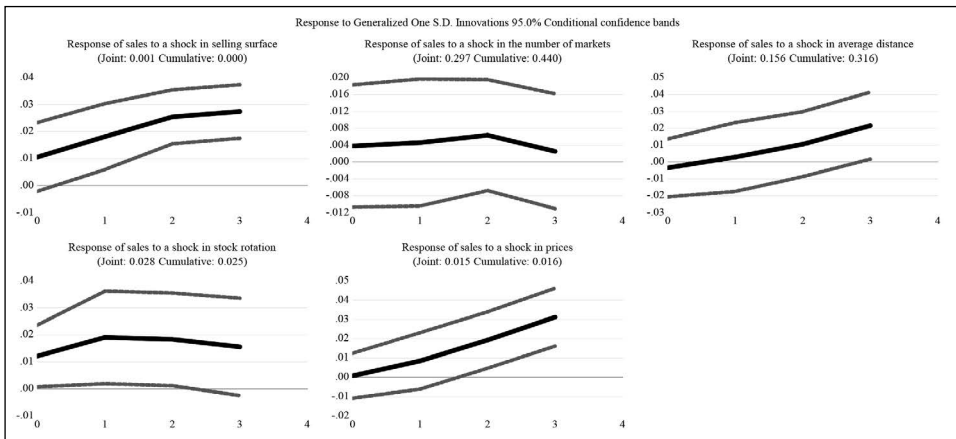 Response to Generalized One S.D. Innovations 95.0% Conditional confidence bands
Response of sales to a shock in selling surface
(Joint: 0.001 Cumulative: 0.000)
.04
.03
.02
.01
.00
-.01
0 1 2 3 4
Response of sales to a shock in the number of markets
(Joint: 0.297 Cumulative: 0.440)
.020
.016
.012
.008
.004
.000
-.004
-.008
-.012
0 1 2 3 4
Response of sales to a shock in average distance
(Joint: 0.156 Cumulative: 0.316)
.05
.04
.03
.02
.01
.00
-.01
-.02
-.03
0 1 2 3 4
Response of sales to a shock in stock rotation
(Joint: 0.028 Cumulative: 0.025)
.04
.03
.02
.01
.00
-.01
0 1 2 3 4
Response of sales to a shock in prices
(Joint: 0.015 Cumulative: 0.016)
.05
.04
.03
.02
.01
.00
-.01
-.02
0 1 2 3 4